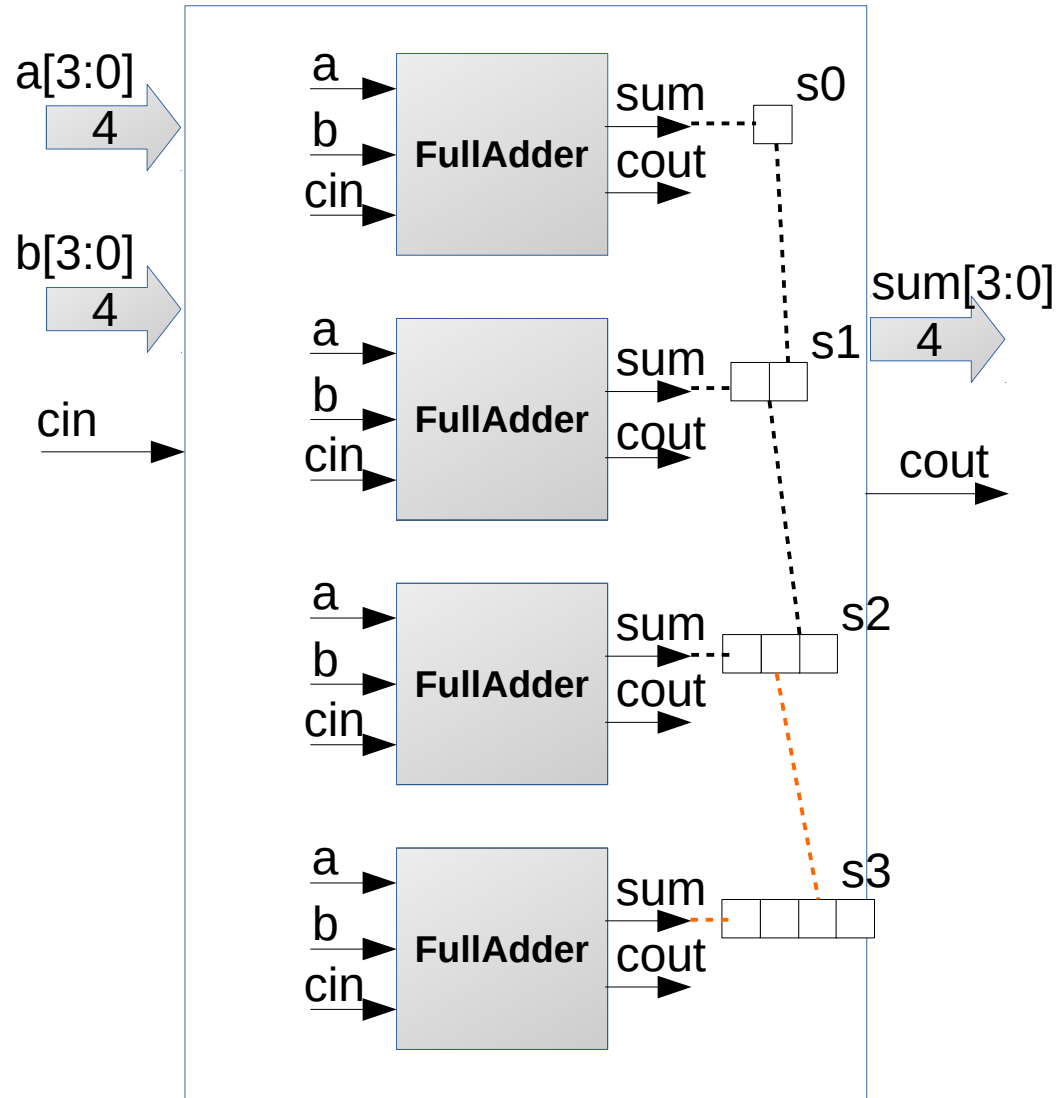 a[3:0]
4
b[3:0]
4
cin
a
b
cin
FullAdder
sum
cout
s0
a
b
cin
FullAdder
sum
cout
s1
a
b
cin
FullAdder
sum
cout
s2
a
b
cin
FullAdder
sum
cout
s3
sum[3:0]
4
cout